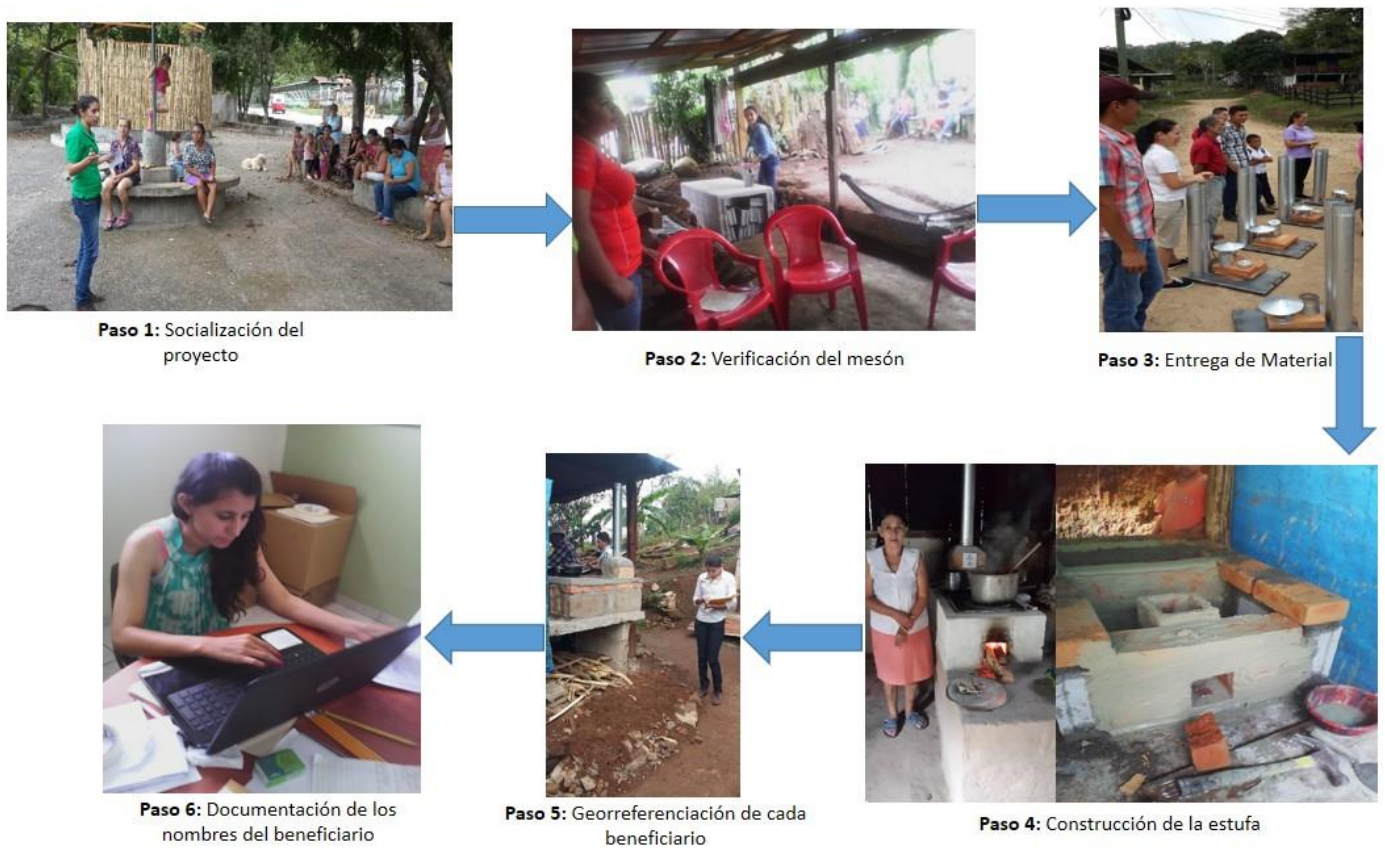 Paso 1: Socialización del
proyecto
Paso 2: Verificación del mesón
Paso 3: Entrega de Material
Paso 4: Construcción de la estufa
Paso 5: Georreferenciación de cada
beneficiario
Paso 6: Documentación de los
nombres del beneficiario